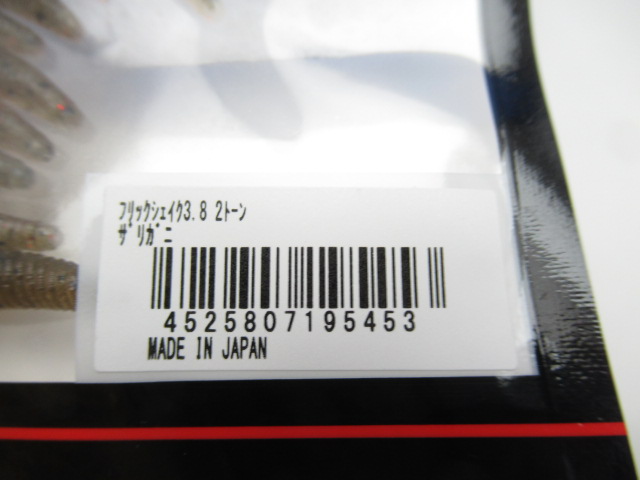 ﾌﾘｯｸｼｪｲｸ3.8 2ﾄｰﾝ
ｻﾞﾘｶﾞﾆ
4525807195453
MADE IN JAPAN